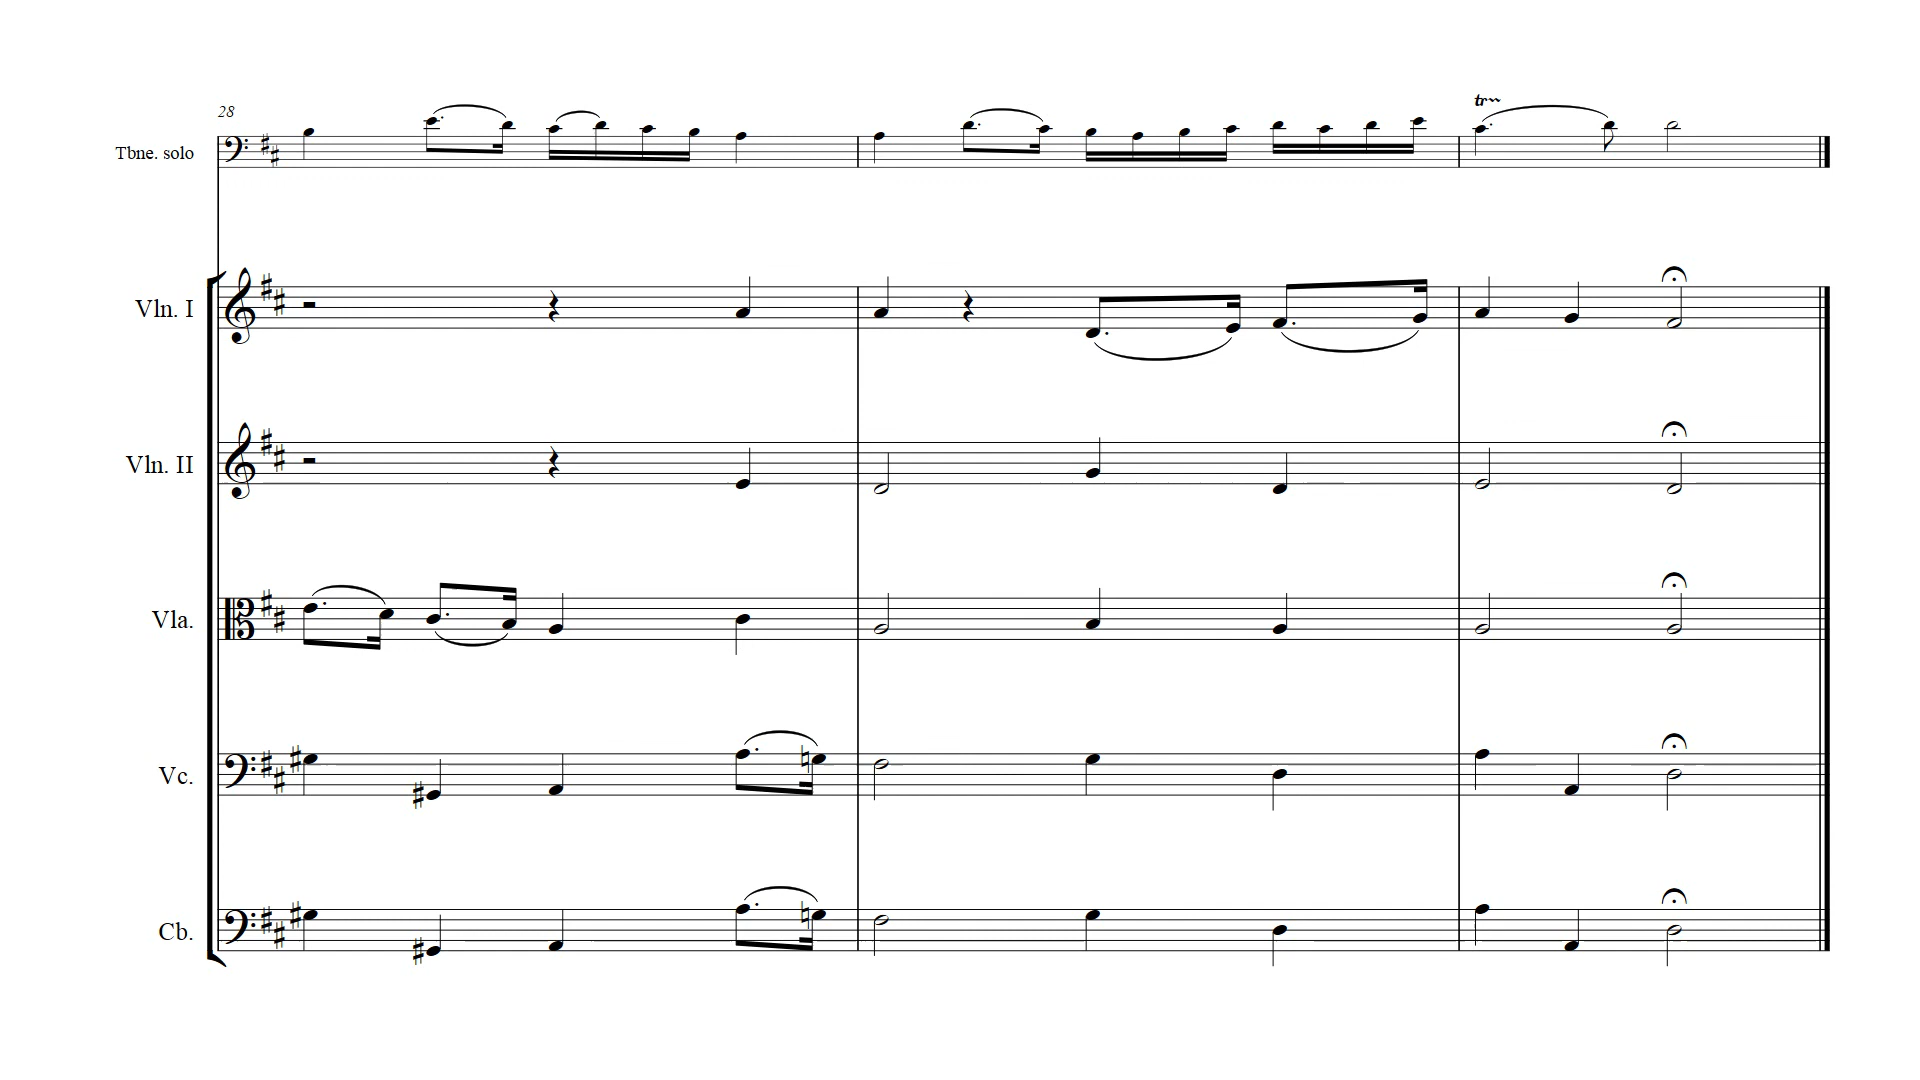 28
Tbne. solo
tr
Vln. I
Vln. II
Vla.
Vc.
Cb.